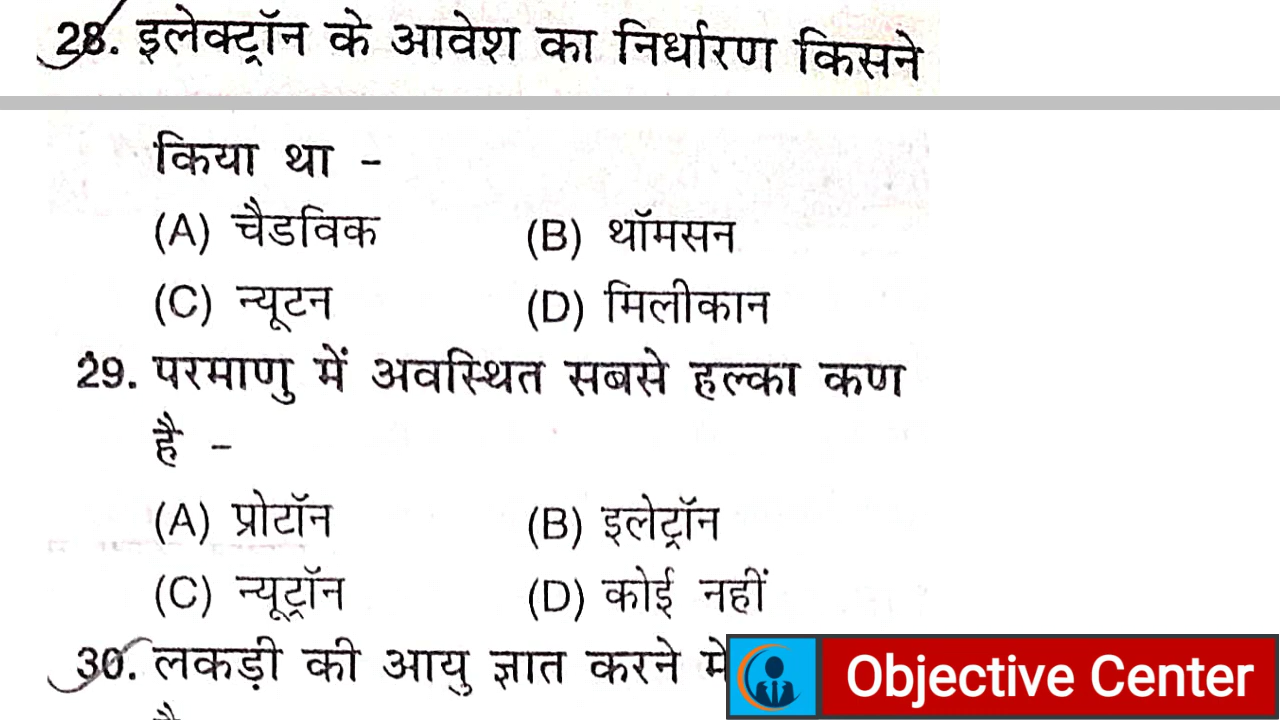 28. इलेक्ट्रॉन के आवेश का निर्धारण किसने
किया था -
(A) चैडविक (B) थॉमसन
(C) न्यूटन (D) मिलीकान
29. परमाणु में अवस्थित सबसे हल्का कण
है -
(A) प्रोटॉन (B) इलेट्रॉन
(C) न्यूट्रॉन (D) कोई नहीं
30. लकड़ी की आयु ज्ञात करने में
Objective Center